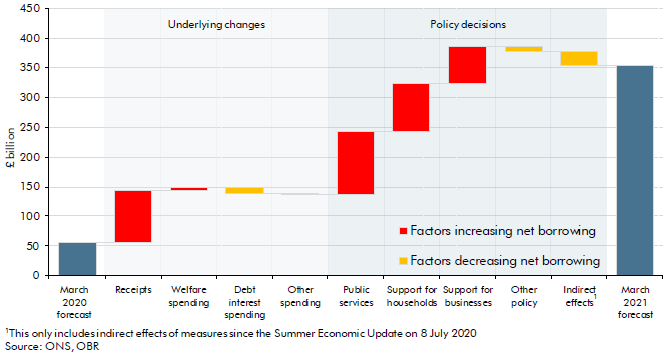 450
400
350
300
250
200
150
100
50
0
£ billion
Underlying changes
Policy decisions
Factors increasing net borrowing
Factors decreasing net borrowing
March
2020
forecast
Receipts
Welfare
spending
Debt
interest
spending
Other
spending
Public
services
Support for
households
Support for
businesses
Other
policy
Indirect
effects¹
March
2021
forecast
¹This only includes indirect effects of measures since the Summer Economic Update on 8 July 2020
Source: ONS, OBR